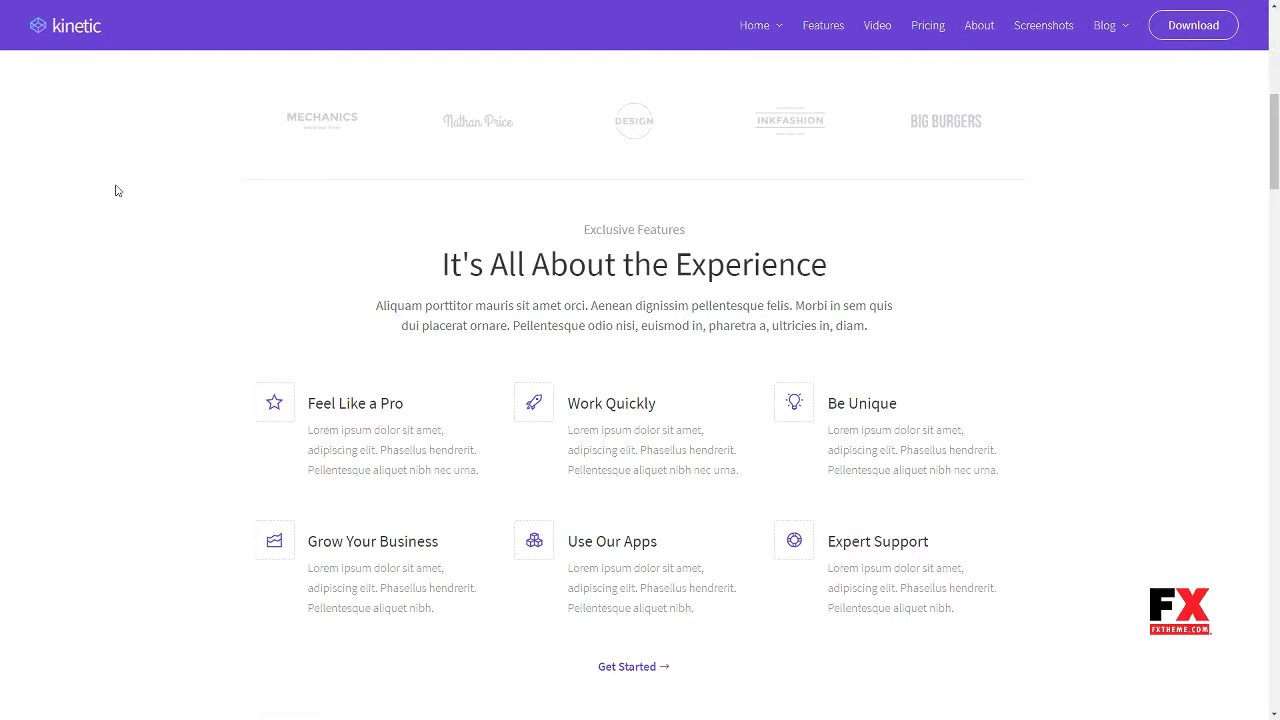 kinetic
Home
Features
Video
Pricing
About
Screenshots
Blog
Download
MECHANICS
Nathan Price
DESIGN
INKFASHION
BIG BURGERS
Exclusive Features
It's All About the Experience
Aliquam porttitor mauris sit amet orci. Aenean dignissim pellentesque felis. Morbi in sem quis
dui placerat ornare. Pellentesque odio nisi, euismod in, pharetra a, ultricies in, diam.
Feel Like a Pro
Lorem ipsum dolor sit amet,
adipiscing elit. Phasellus hendrerit.
Pellentesque aliquet nibh nec urna.
Work Quickly
Lorem ipsum dolor sit amet,
adipiscing elit. Phasellus hendrerit.
Pellentesque aliquet nibh nec urna.
Be Unique
Lorem ipsum dolor sit amet,
adipiscing elit. Phasellus hendrerit.
Pellentesque aliquet nibh nec urna.
Grow Your Business
Lorem ipsum dolor sit amet,
adipiscing elit. Phasellus hendrerit.
Pellentesque aliquet nibh.
Use Our Apps
Lorem ipsum dolor sit amet,
adipiscing elit. Phasellus hendrerit.
Pellentesque aliquet nibh.
Expert Support
Lorem ipsum dolor sit amet,
adipiscing elit. Phasellus hendrerit.
Pellentesque aliquet nibh.
FX
FXTHEME.COM
Get Started →